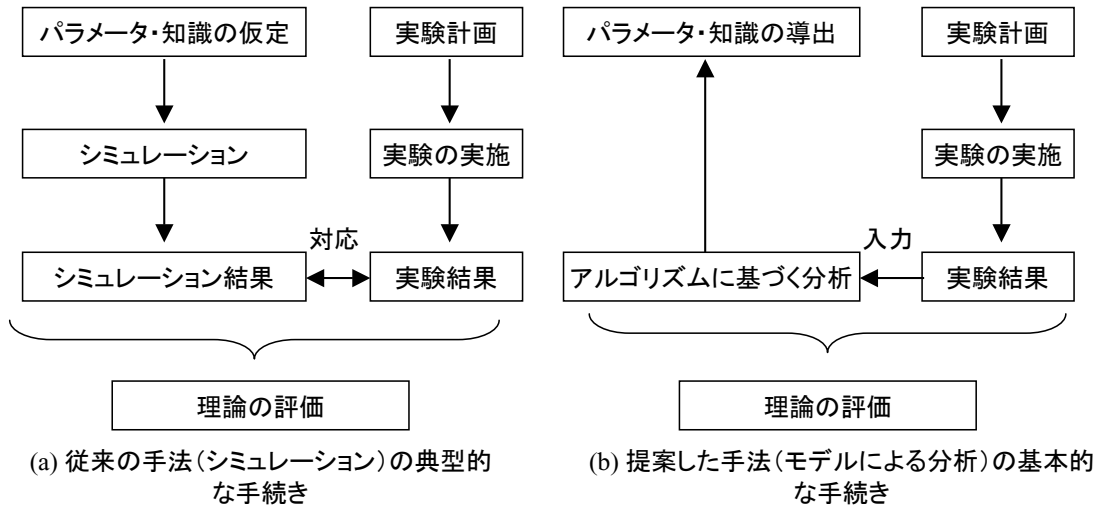 パラメータ・知識の仮定
実験計画
シミュレーション
実験の実施
対応
シミュレーション結果
実験結果
理論の評価
(a) 従来の手法(シミュレーション)の典型的
な手続き
パラメータ・知識の導出
実験計画
実験の実施
入力
アルゴリズムに基づく分析
実験結果
理論の評価
(b) 提案した手法(モデルによる分析)の基本的
な手続き